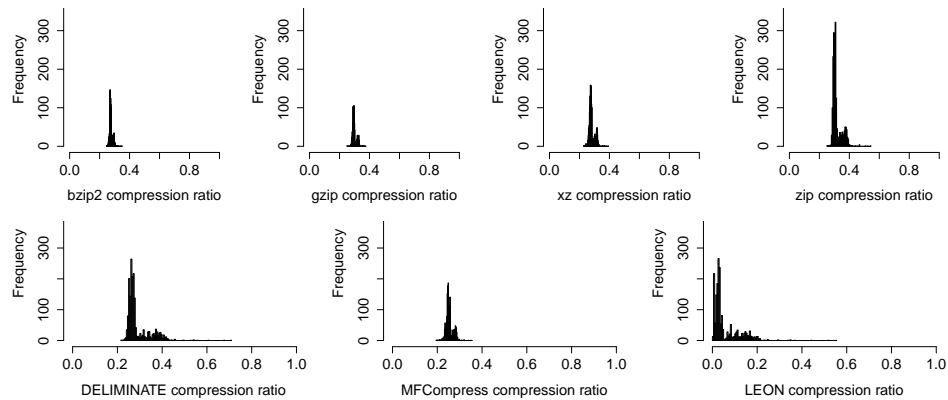 Frequency
0 100 200 300
0.0 0.4 0.8
bzip2 compression ratio
Frequency
0 100 200 300
0.0 0.4 0.8
gzip compression ratio
Frequency
0 100 200 300
0.0 0.4 0.8
xz compression ratio
Frequency
0 100 200 300
0.0 0.4 0.8
zip compression ratio
Frequency
0 100 300
0.0 0.2 0.4 0.6 0.8 1.0
DELIMINATE compression ratio
Frequency
0 100 300
0.0 0.2 0.4 0.6 0.8 1.0
MFCompress compression ratio
Frequency
0 100 300
0.0 0.2 0.4 0.6 0.8 1.0
LEON compression ratio